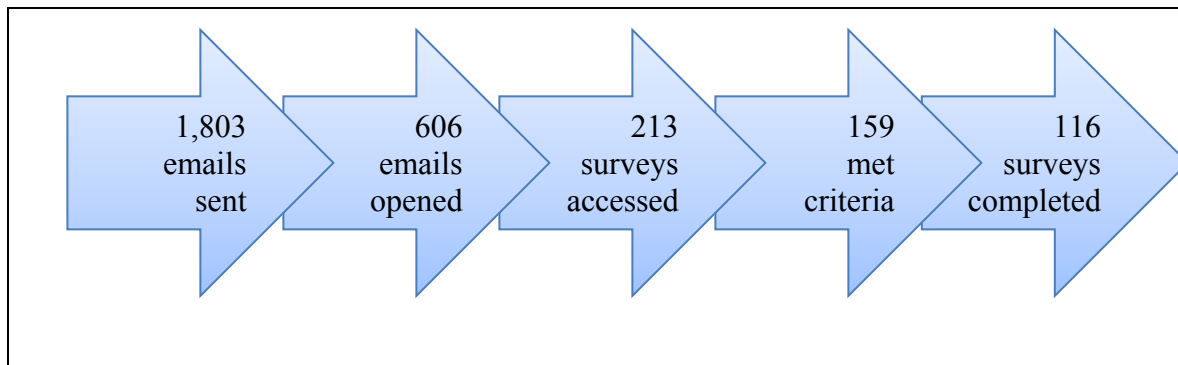 1,803
emails
sent
606
emails
opened
213
surveys
accessed
159
met
criteria
116
surveys
completed